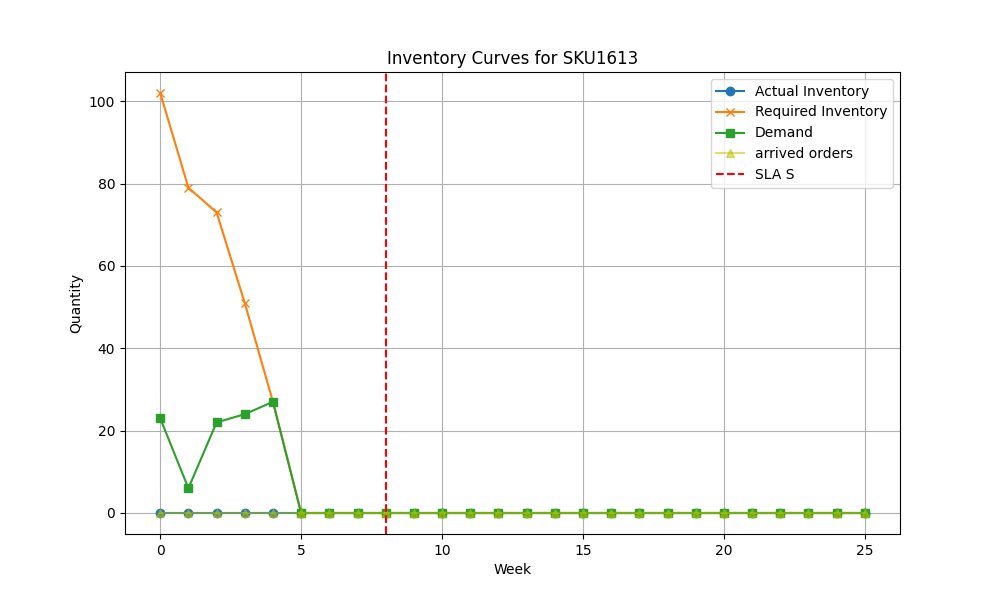 Inventory Curves for SKU1613
Actual Inventory
Required Inventory
Demand
arrived orders
SLA S
Quantity
100
80
60
40
20
0
0 5 10 15 20 25
Week